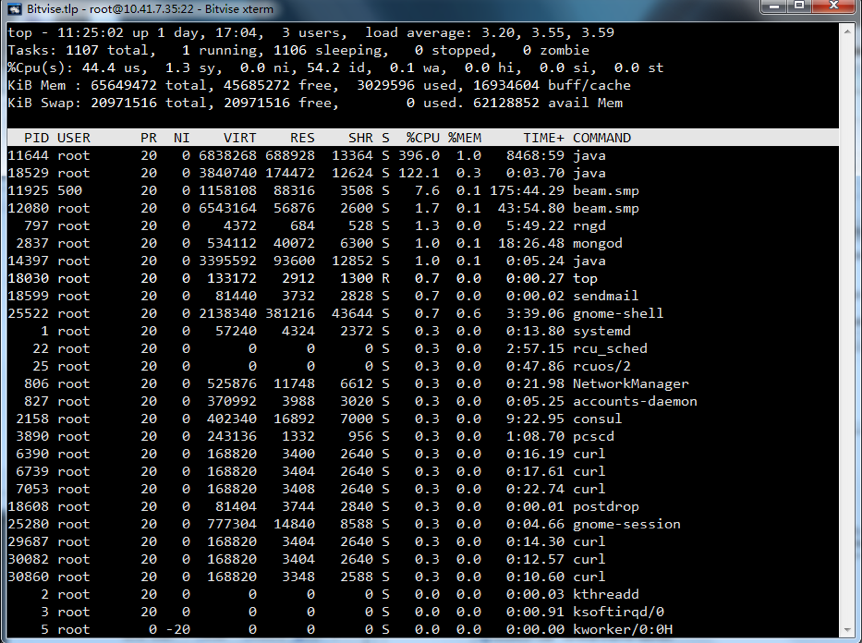 Bitvise.tlp - root@10.41.7.35:22 - Bitvise xterm
top - 11:25:02 up 1 day, 17:04,  3 users,  load average: 3.20, 3.55, 3.59
Tasks: 1107 total,   1 running, 1106 sleeping,   0 stopped,   0 zombie
%Cpu(s): 44.4 us,  1.3 sy,  0.0 ni, 54.2 id,  0.1 wa,  0.0 hi,  0.0 si,  0.0 st
KiB Mem : 65649472 total, 45685272 free,  3029596 used, 16934604 buff/cache
KiB Swap: 20971516 total, 20971516 free,        0 used. 62128852 avail Mem
PID USER      PR  NI    VIRT    RES    SHR S  %CPU %MEM     TIME+ COMMAND
11644 root      20   0 6838268 688928  13364 S 396.0  1.0   8468:59 java
18529 root      20   0 3840740 174472  12624 S 122.1  0.3   0:03.70 java
11925 500       20   0 1158108  88316   3508 S   7.6  0.1 175:44.29 beam.smp
12080 root      20   0 6543164  56876   2600 S   1.7  0.1  43:54.80 beam.smp
797 root      20   0    4372    684    528 S   1.3  0.0   5:49.22 rngd
2837 root      20   0  534112  40072   6300 S   1.0  0.1  18:26.48 mongod
14397 root      20   0 3395592  93600  12852 S   1.0  0.1   0:05.24 java
18030 root      20   0  133172   2912   1300 R   0.7  0.0   0:00.27 top
18599 root      20   0   81440   3732   2828 S   0.7  0.0   0:00.02 sendmail
25522 root      20   0 2138340 381216  43644 S   0.7  0.6   3:39.06 gnome-shell
1 root      20   0   57240   4324   2372 S   0.3  0.0   0:13.80 systemd
22 root      20   0       0      0      0 S   0.3  0.0   2:57.15 rcu_sched
25 root      20   0       0      0      0 S   0.3  0.0   0:47.86 rcuos/2
806 root      20   0  525876  11748   6612 S   0.3  0.0   0:21.98 NetworkManager
827 root      20   0  370992   3988   3020 S   0.3  0.0   0:05.25 accounts-daemon
2158 root      20   0  402340  16892   7000 S   0.3  0.0   9:22.95 consul
3890 root      20   0  243136   1332    956 S   0.3  0.0   1:08.70 pcscd
6390 root      20   0  168820   3400   2640 S   0.3  0.0   0:16.19 curl
6739 root      20   0  168820   3404   2640 S   0.3  0.0   0:17.61 curl
7053 root      20   0  168820   3408   2640 S   0.3  0.0   0:22.74 curl
18608 root      20   0   81404   3744   2840 S   0.3  0.0   0:00.01 postdrop
25280 root      20   0  777304  14840   8588 S   0.3  0.0   0:04.66 gnome-session
29687 root      20   0  168820   3404   2640 S   0.3  0.0   0:14.30 curl
30082 root      20   0  168820   3404   2640 S   0.3  0.0   0:12.57 curl
30860 root      20   0  168820   3348   2588 S   0.3  0.0   0:10.60 curl
2 root      20   0       0      0      0 S   0.0  0.0   0:00.03 kthreadd
3 root      20   0       0      0      0 S   0.0  0.0   0:00.91 ksoftirqd/0
5 root       0 -20       0      0      0 S   0.0  0.0   0:00.00 kworker/0:0H